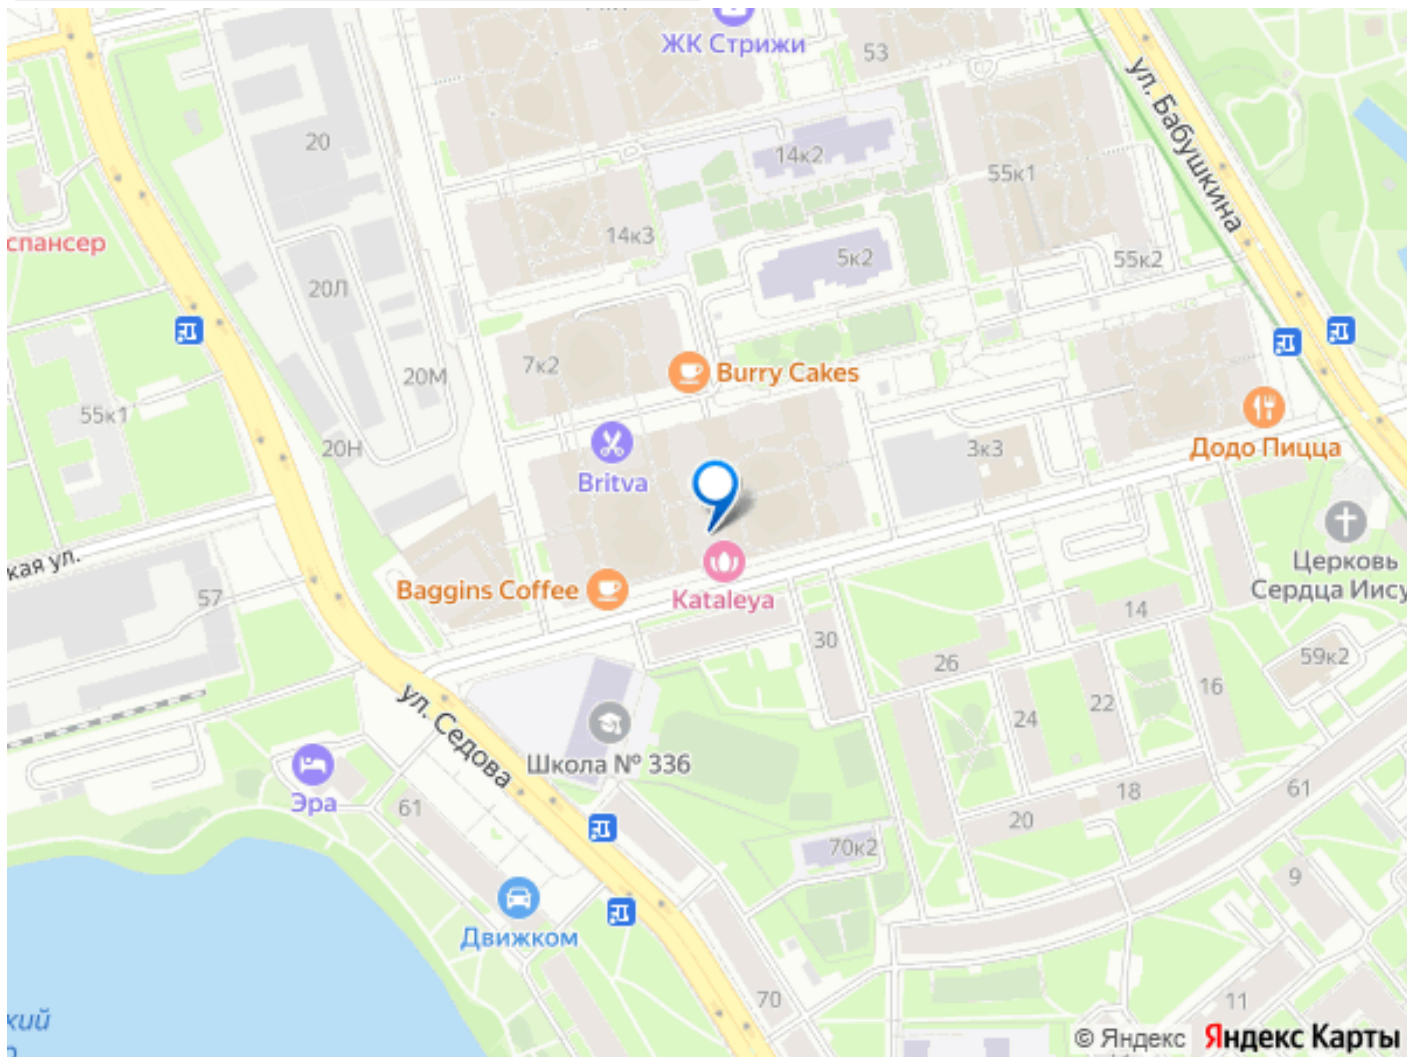 ЖК Стрижи
53
ул. Бабушкина
20
14к2
55к1
спансер
14к3
5к2
55к2
20Л
7к2
Burry Cakes
20М
55к1
Додо Пицца
20Н
Britva
3к3
кая ул.
Церковь
Сердца Иису
Baggins Coffee
Kataleya
57
14
30
26
59к2
16
22
24
ул. Седова
Школа № 336
Эра
61
18
61
20
70к2
9
Движком
70
11
кий
© Яндекс Яндекс Карты